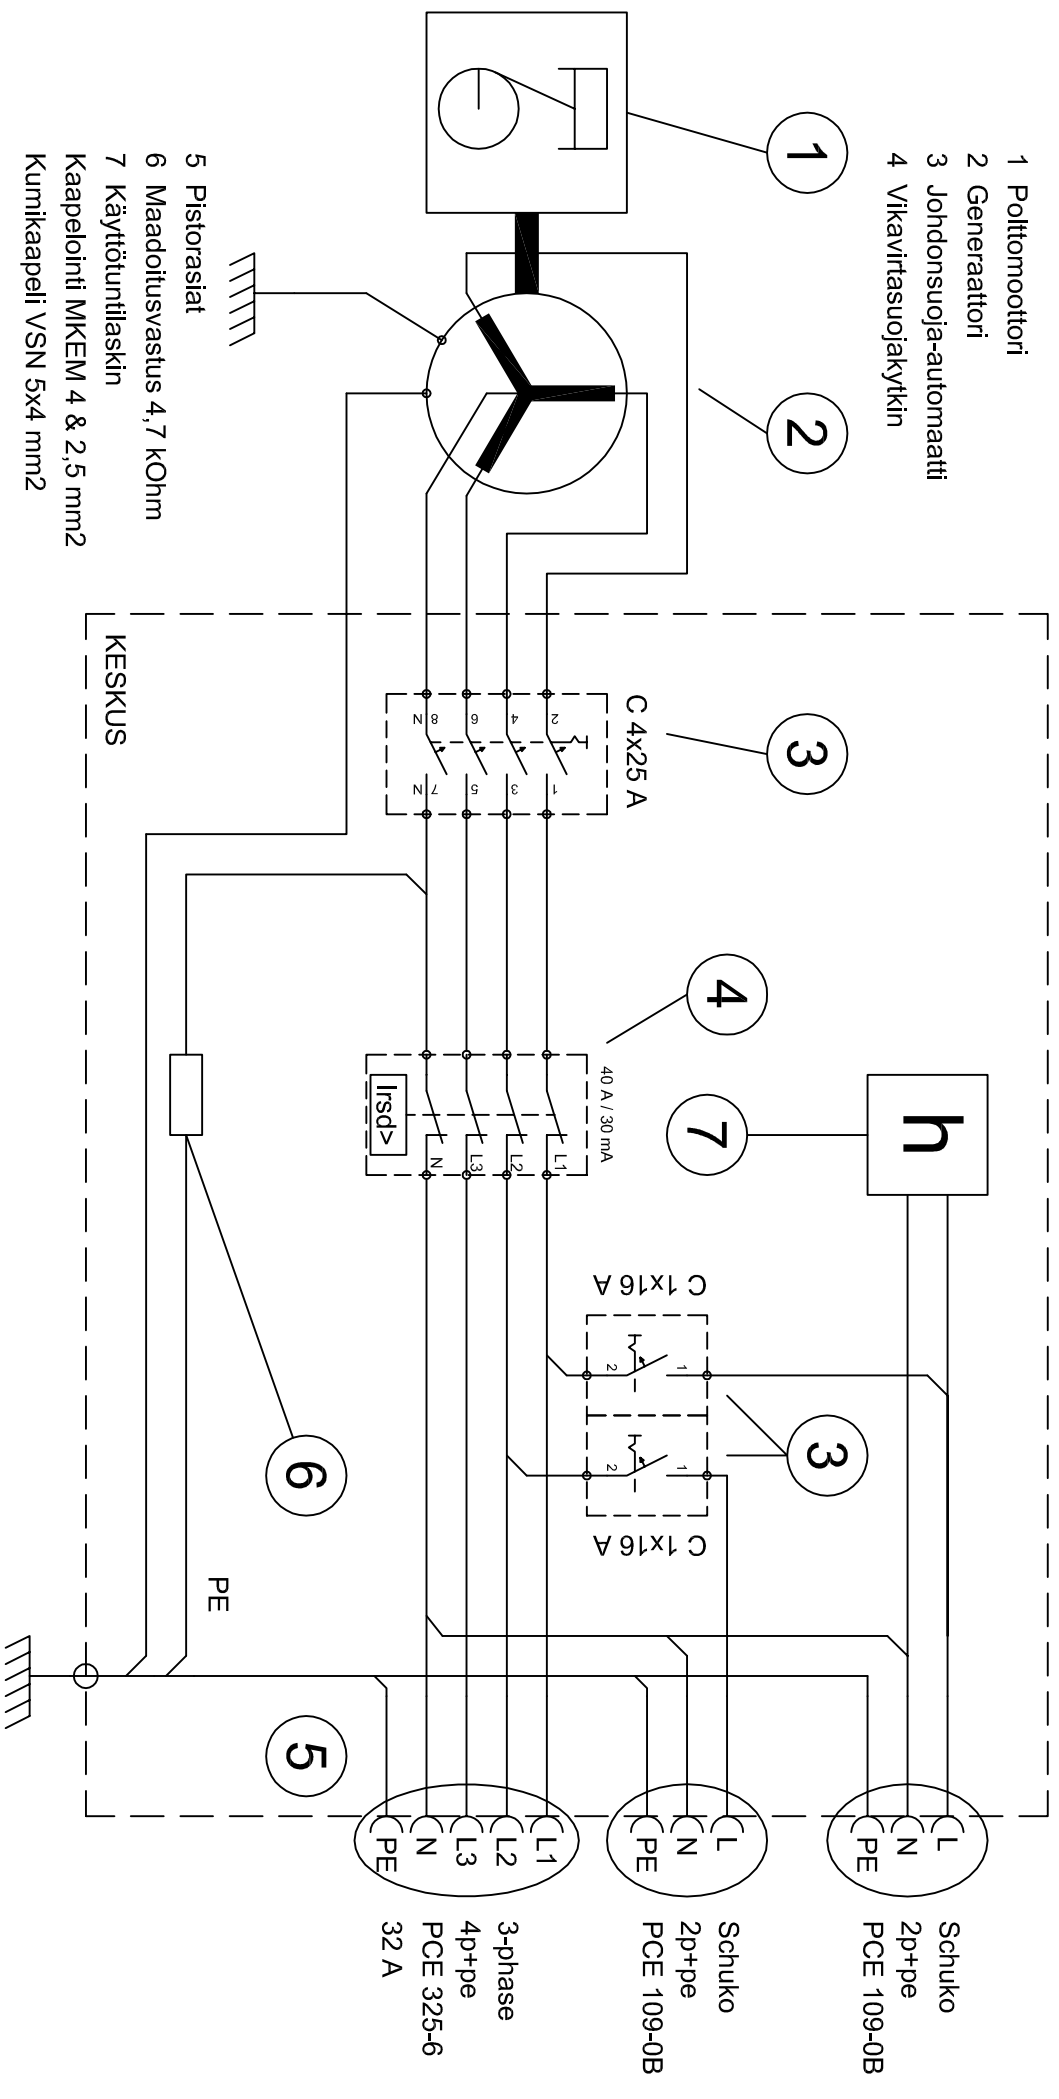 1 Polttomoottori
2 Generaattori
3 Johdonsuoja-automaatti
4 Vikavirtasuojakytkin
5 Pistorasiat
6 Maadoitusvastus 4,7 kOhm
7 Käyttötuntilaskin
Kaapelointi MKEM 4 & 2,5 mm2
Kumikaapeli VSN 5x4 mm2
1
2
3
4
7
3
6
5
KESKUS
C 4x25 A
2
4
6
8
N
1
3
5
7
N
40 A / 30 mA
L1
L2
L3
N
Irsd>
h
C 1x16 A
2
1
2
1
C 1x16 A
PE
L
N
PE
Schuko
2p+pe
PCE 109-0B
L
N
PE
Schuko
2p+pe
PCE 109-0B
L1
L2
L3
N
PE
3-phase
4p+pe
PCE 325-6
32 A